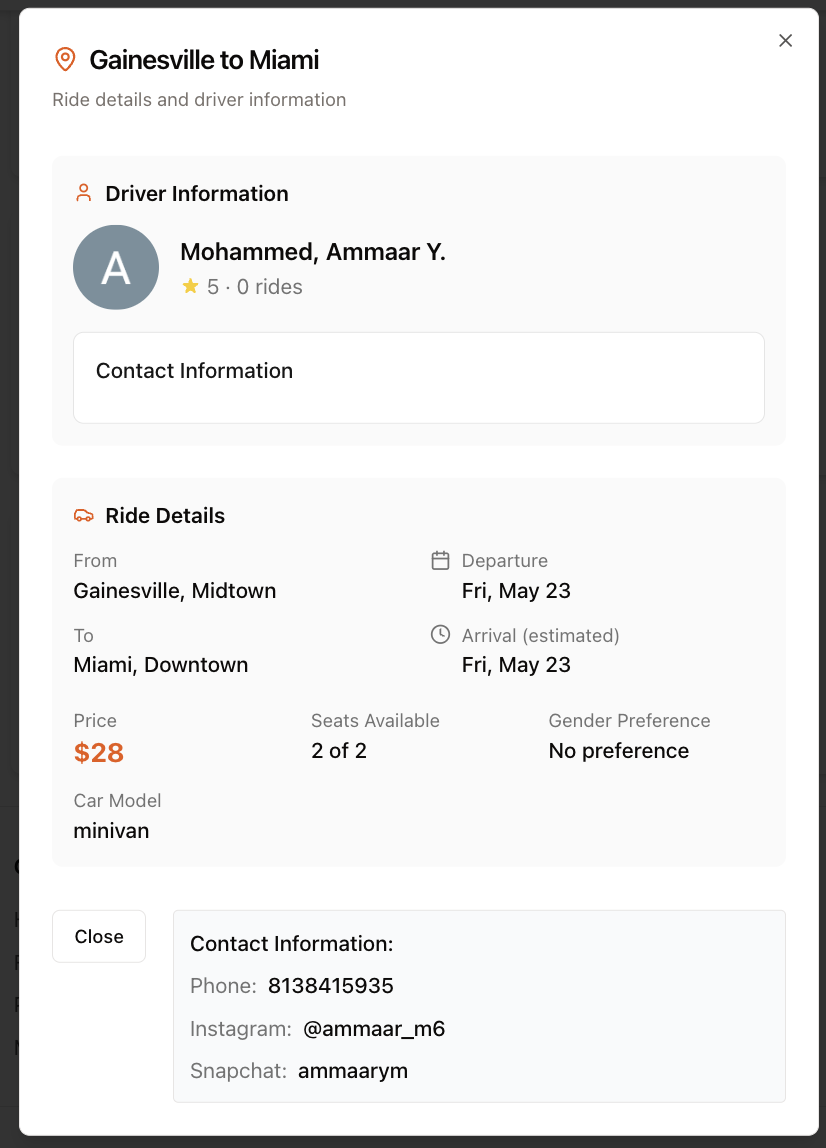 Gainesville to Miami
Ride details and driver information
Driver Information
A
Mohammed, Ammaar Y.
5 · 0 rides
Contact Information
Ride Details
From
Gainesville, Midtown
Departure
Fri, May 23
To
Miami, Downtown
Arrival (estimated)
Fri, May 23
Price
$28
Seats Available
2 of 2
Gender Preference
No preference
Car Model
minivan
Close
Contact Information:
Phone: 8138415935
Instagram: @ammaar_m6
Snapchat: ammaarym